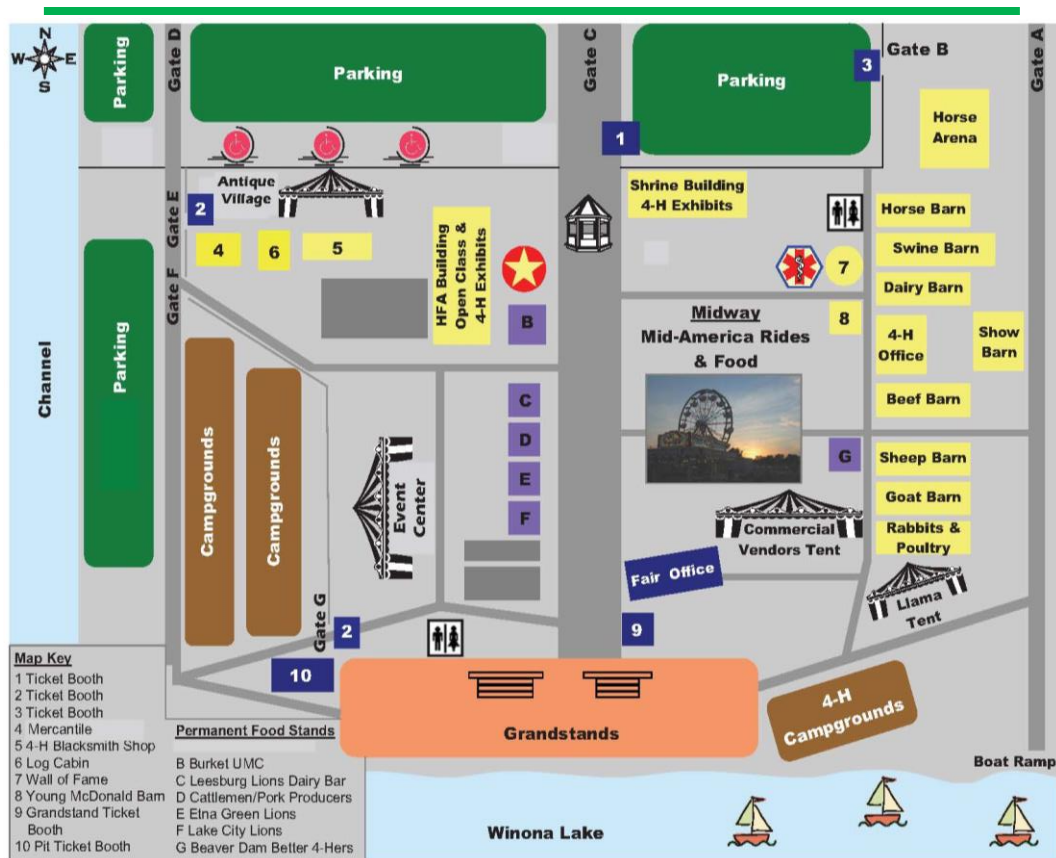 N
W E
S
Parking
Gate D
Parking
Gate C
Parking
3
Gate B
Gate A
1
Horse
Arena
Antique
Village
Gate E
2
Shrine Building
4-H Exhibits
Horse Barn
4
6
5
HFA Building
Open Class &
4-H Exhibits
Swine Barn
7
Gate F
Dairy Barn
B
Midway
Mid-America Rides
& Food
8
4-H
Office
Show
Barn
Channel
Parking
Campgrounds
Campgrounds
Event
Center
C
D
E
F
Beef Barn
G
Sheep Barn
Goat Barn
Commercial
Vendors Tent
Rabbits &
Poultry
Fair Office
Llama
Tent
Gate G
2
9
10
Grandstands
4-H
Campgrounds
Boat Ramp
Winona Lake
Map Key
1 Ticket Booth
2 Ticket Booth
3 Ticket Booth
4 Mercantile
5 4-H Blacksmith Shop
6 Log Cabin
7 Wall of Fame
8 Young McDonald Barn
9 Grandstand Ticket
Booth
10 Pit Ticket Booth
Permanent Food Stands
B Burket UMC
C Leesburg Lions Dairy Bar
D Cattlemen/Pork Producers
E Etna Green Lions
F Lake City Lions
G Beaver Dam Better 4-Hers